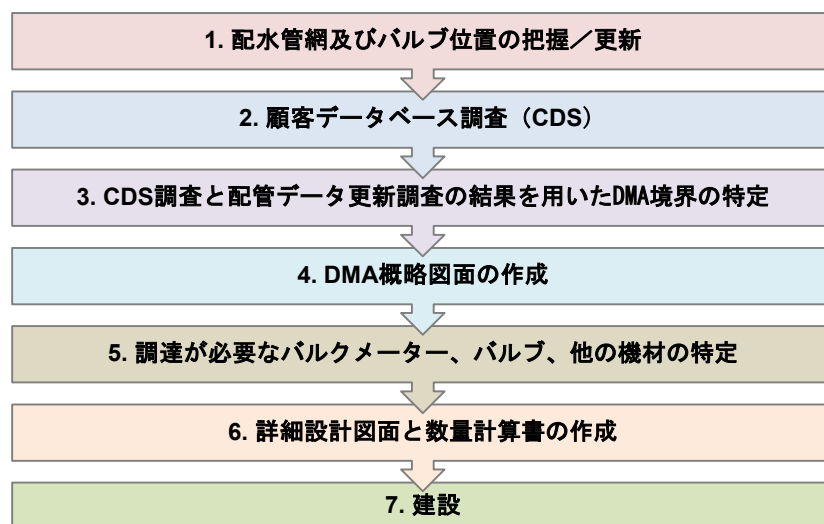 1. 配水管網及びバルブ位置の把握／更新
2. 顧客データベース調査（CDS）
3. CDS調査と配管データ更新調査の結果を用いたDMA境界の特定
4. DMA概略図面の作成
5. 調達が必要なバルクメーター、バルブ、他の機材の特定
6. 詳細設計図面と数量計算書の作成
7. 建設